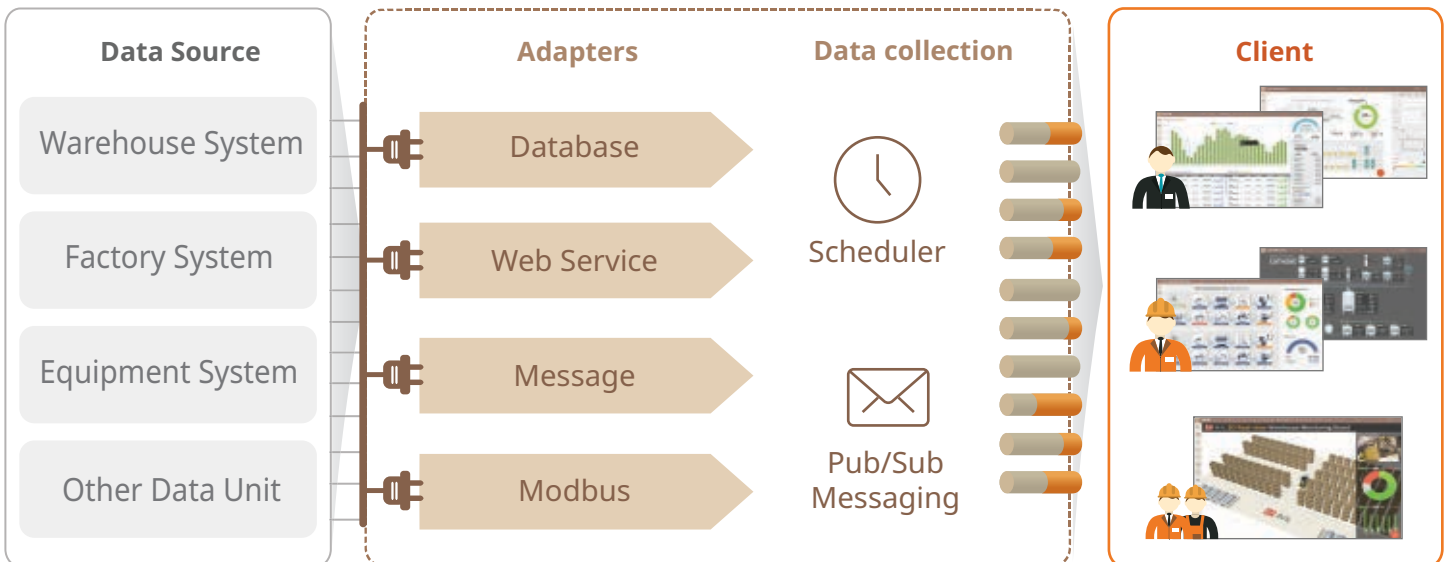 Data Source
Warehouse System
Factory System
Equipment System
Other Data Unit
Adapters
Database
Web Service
Message
Modbus
Data collection
Scheduler
Pub/Sub
Messaging
Client